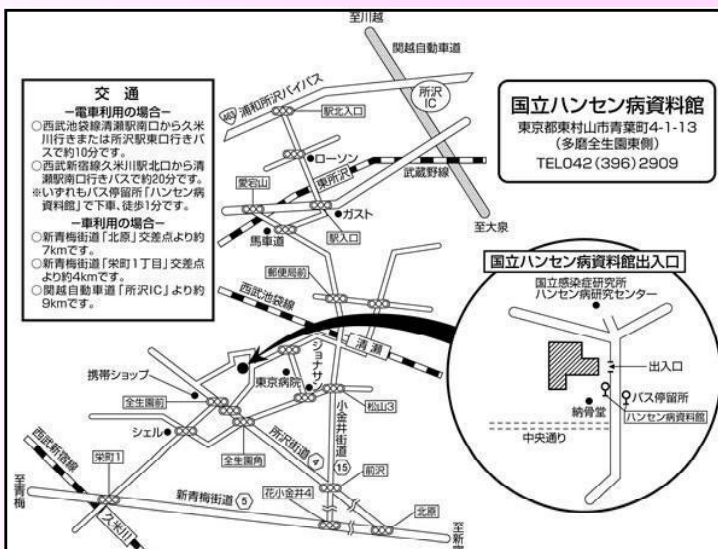 交 通
ー電車利用の場合ー
○西武池袋線清瀬駅南口から久米
川行きまたは所沢駅東口行きバ
スで約10分です。
○西武新宿線久米川駅北口から清
瀬駅南口行きバスで約20分です。
※いずれもバス停留所「ハンセン病
資料館」で下車、徒歩1分です。
ー車利用の場合ー
○新青梅街道「北原」交差点より約
7kmです。
○新青梅街道「栄町1丁目」交差点
より約4kmです。
○関越自動車道「所沢IC」より約
9kmです。
至川越
関越自動車道
463
浦和所沢バイパス
所沢
IC
駅北入口
ローソン
東所沢
武蔵野線
愛宕山
ガスト
馬車道
駅入口
至大泉
国立ハンセン病資料館
東京都東村山市青葉町4-1-13
(多磨全生園東側)
TEL042(396)2909
郵便局前
西武池袋線
清瀬
ジョナサン
東京病院
携帯ショップ
全生園前
松山3
シェル
小金井街道
全生園角
所沢街道
4
15
前沢
西武新宿線
栄町1
至青梅
新青梅街道
5
花小金井4
北原
久米川
至新宿
国立ハンセン病資料館出入口
国立感染症研究所
ハンセン病研究センター
出入口
バス停留所
納骨堂
ハンセン病資料館
中央通り